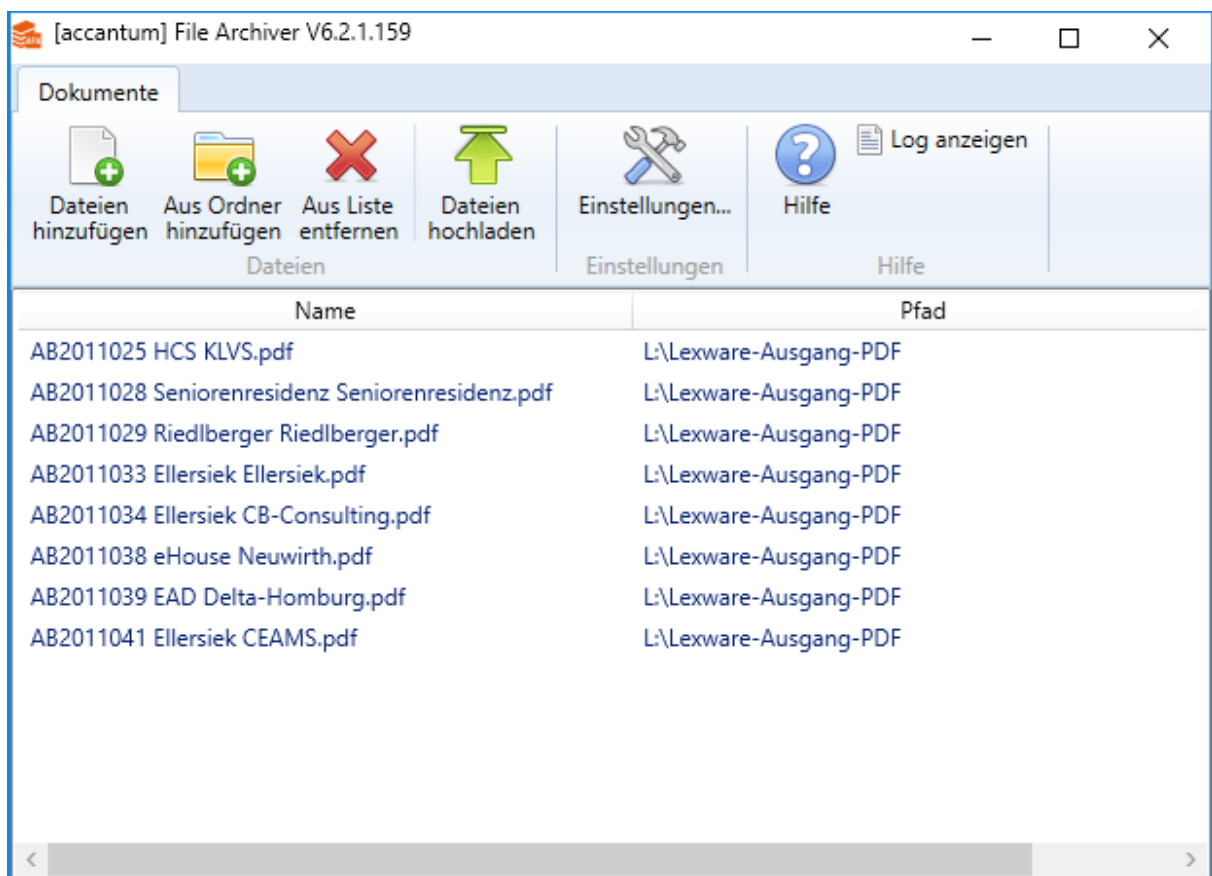 [accantum] File Archiver V6.2.1.159
Dokumente
Dateien hinzufügen
Aus Ordner hinzufügen
Aus Liste entfernen
Dateien hochladen
Einstellungen...
Hilfe
Log anzeigen
Dateien
Einstellungen
Hilfe
Name Pfad
AB2011025 HCS KLVS.pdf L:\Lexware-Ausgang-PDF
AB2011028 Seniorenresidenz Seniorenresidenz.pdf L:\Lexware-Ausgang-PDF
AB2011029 Riedlberger Riedlberger.pdf L:\Lexware-Ausgang-PDF
AB2011033 Ellersiek Ellersiek.pdf L:\Lexware-Ausgang-PDF
AB2011034 Ellersiek CB-Consulting.pdf L:\Lexware-Ausgang-PDF
AB2011038 eHouse Neuwirth.pdf L:\Lexware-Ausgang-PDF
AB2011039 EAD Delta-Homburg.pdf L:\Lexware-Ausgang-PDF
AB2011041 Ellersiek CEAMS.pdf L:\Lexware-Ausgang-PDF